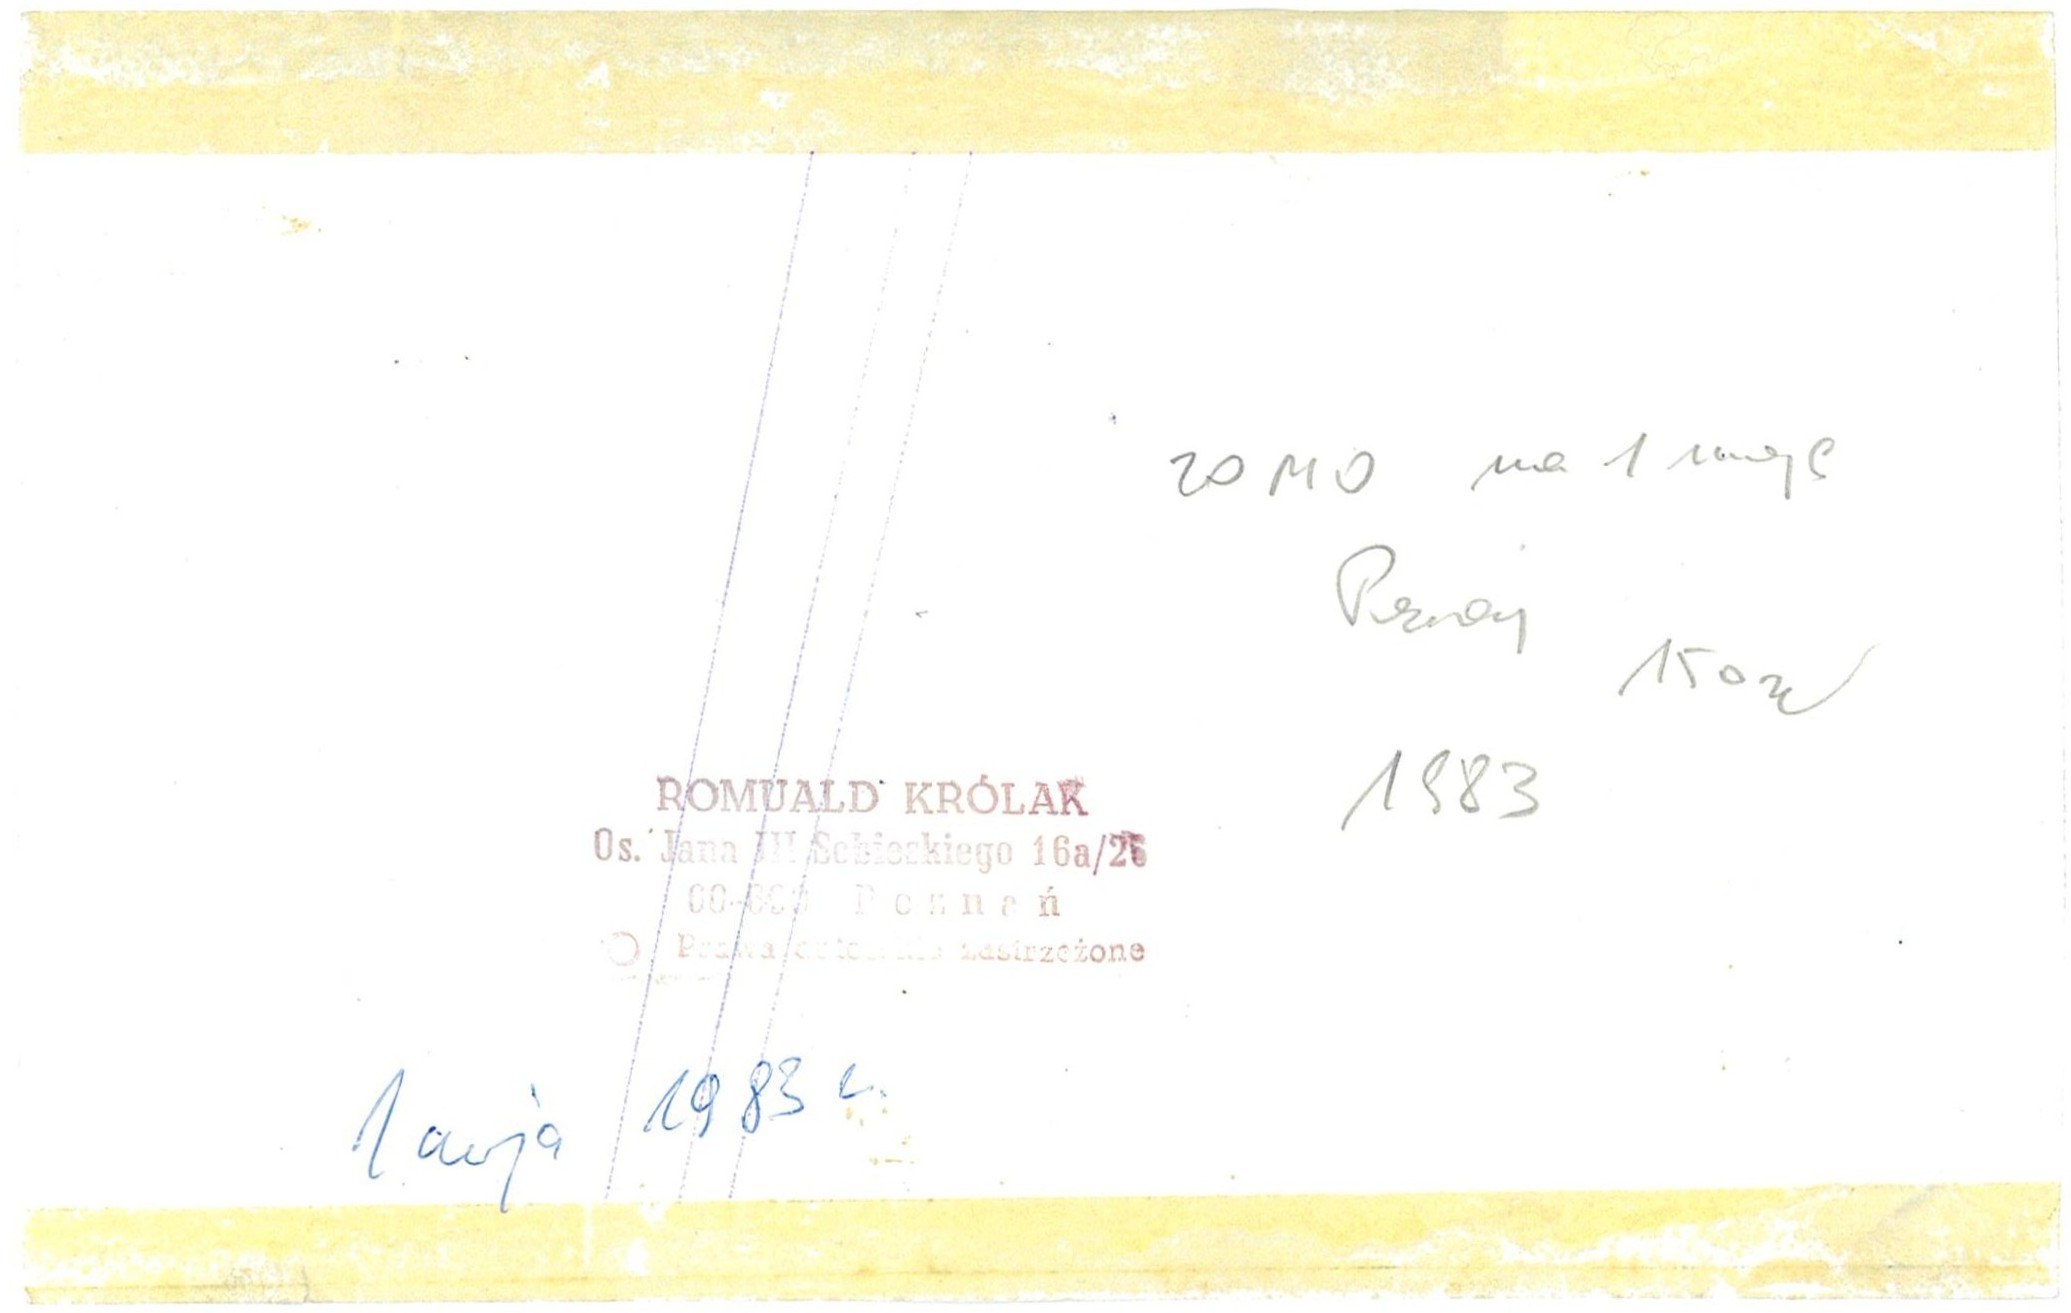 ZOMO na 1 maja
Poznań
150 zł
1983
ROMUALD KRÓLAK
Os. Jana III Sobieskiego 16a/26
Poznań
Prawa autorskie zastrzeżone
1 maja 1983 r.